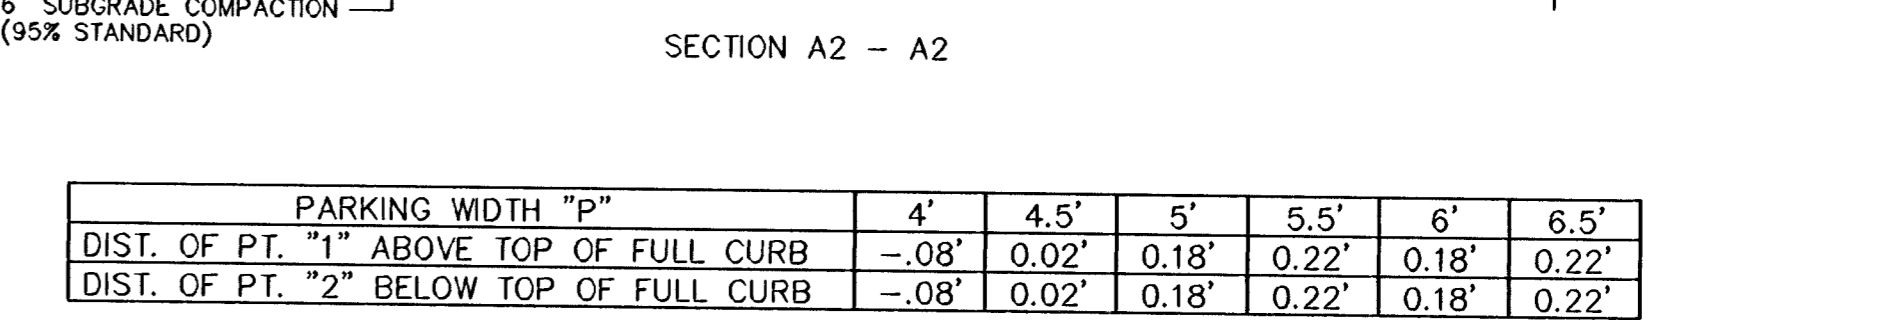 6 SUBGRADE COMPACTION
(95% STANDARD)
SECTION A2 – A2
PARKING WIDTH "P" 4' 4.5' 5' 5.5' 6' 6.5'
DIST. OF PT. "1" ABOVE TOP OF FULL CURB –.08' 0.02' 0.18' 0.22' 0.18' 0.22'
DIST. OF PT. "2" BELOW TOP OF FULL CURB –.08' 0.02' 0.18' 0.22' 0.18' 0.22'